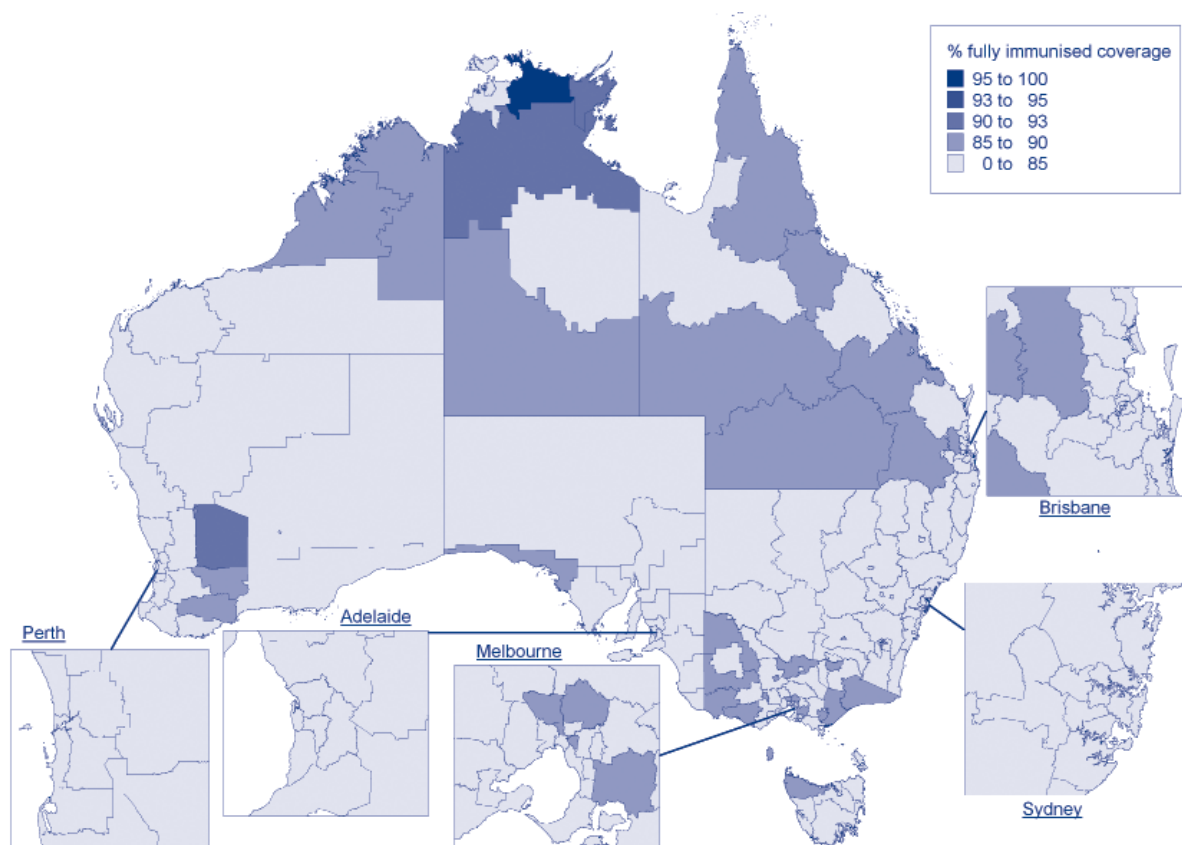 % fully immunised coverage
95 to 100
93 to 95
90 to 93
85 to 90
0 to 85
Brisbane
Adelaide
Perth
Melbourne
Sydney